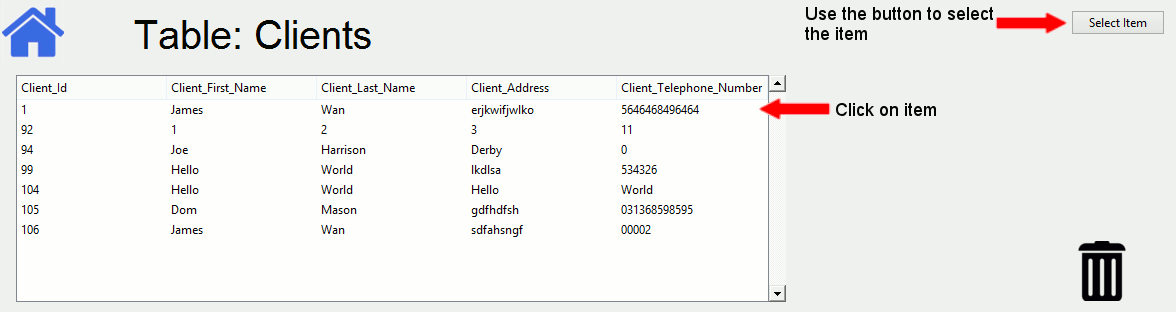 Table: Clients
Use the button to select
the item
Select Item
Client_Id Client_First_Name Client_Last_Name Client_Address Client_Telephone_Number
1 James Wan erjkwifjwlko 5646468496464
Click on item
92 1 2 3 11
94 Joe Harrison Derby 0
99 Hello World lkdlsa 534326
104 Hello World Hello World
105 Dom Mason gdfhdfsh 031368598595
106 James Wan sdfahsngf 00002